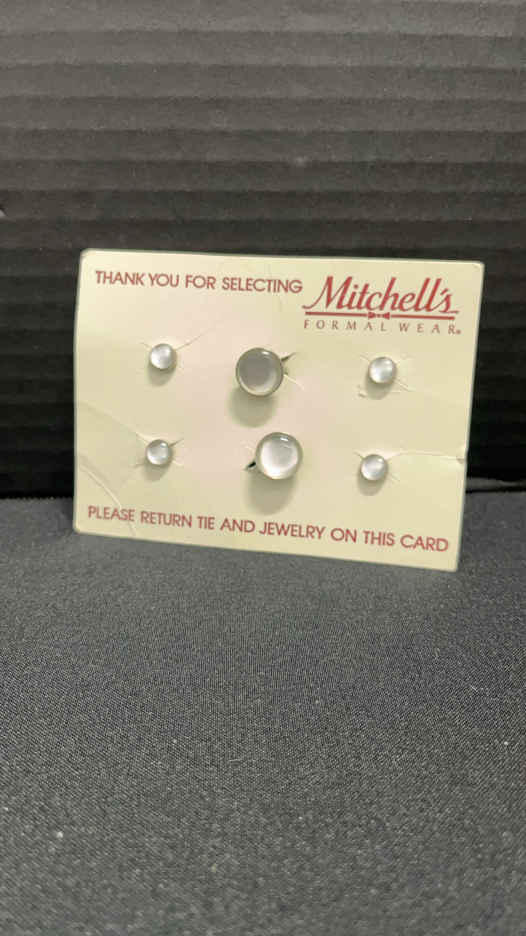 THANK YOU FOR SELECTING Mitchell's
FORMAL WEAR®
PLEASE RETURN TIE AND JEWELRY ON THIS CARD